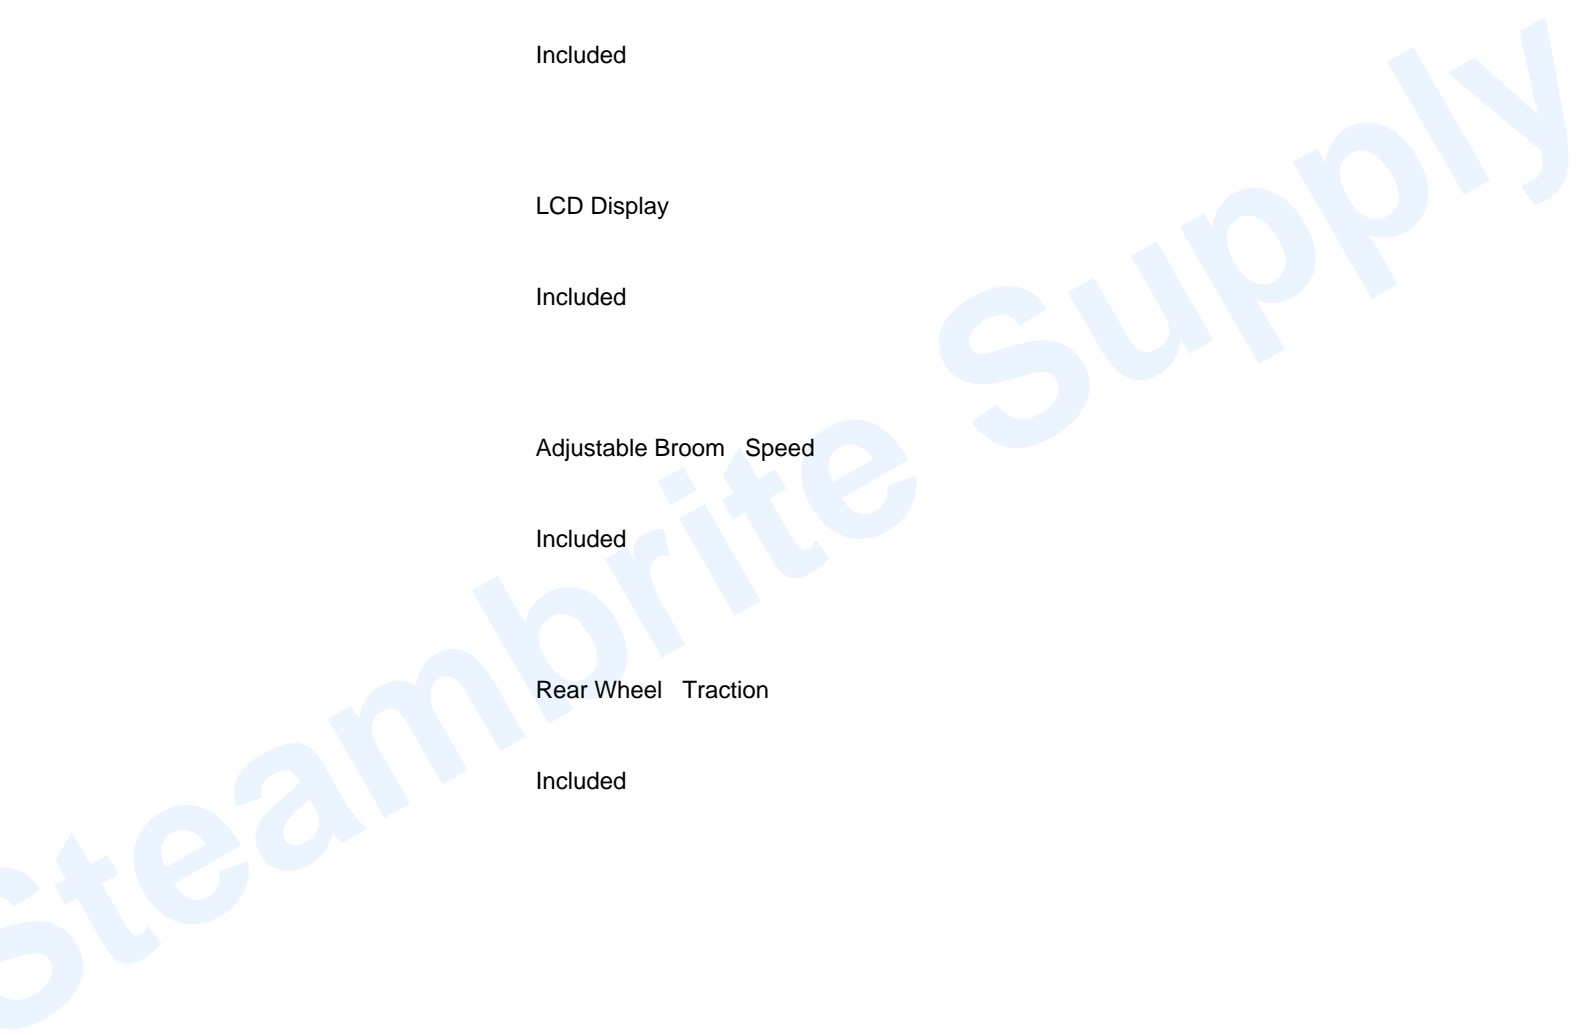 Included
LCD Display
Included
Adjustable Broom   Speed
Included
Rear Wheel   Traction
Included
Steambrite Supply